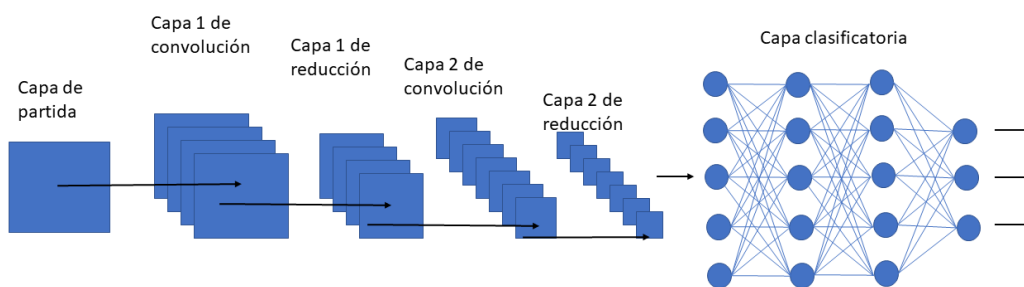 Capa de
partida
Capa 1 de
convolución
Capa 1 de
reducción
Capa 2 de
convolución
Capa 2 de
reducción
Capa clasificatoria